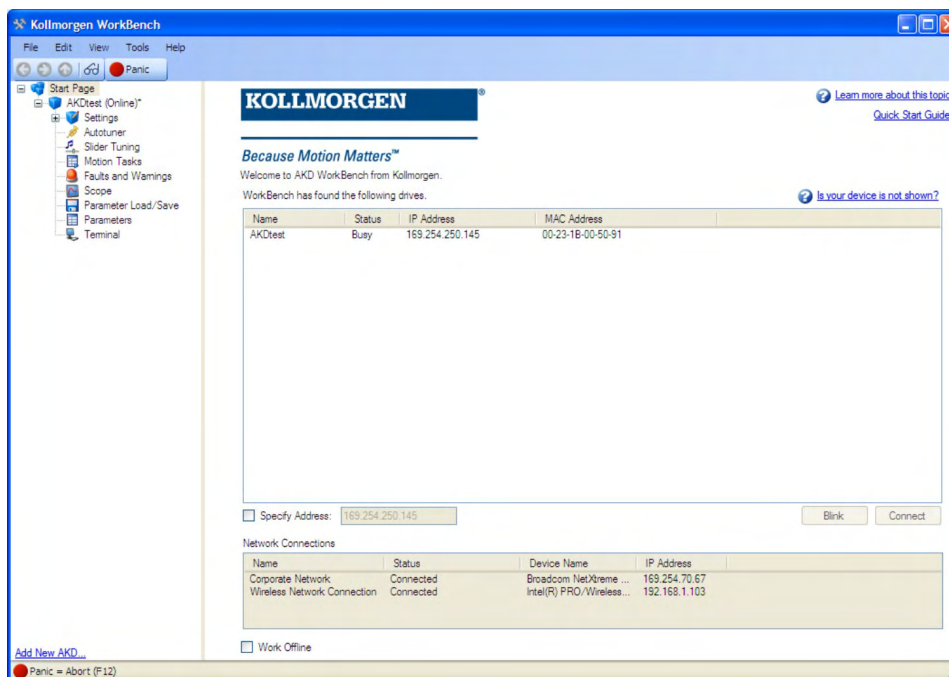 Kollmorgen WorkBench
File Edit View Tools Help
Panic
Start Page
AKDtest (Online)*
Settings
Autotuner
Slider Tuning
Motion Tasks
Faults and Warnings
Scope
Parameter Load/Save
Parameters
Terminal
Add New AKD...
KOLLMORGEN®
Because Motion Matters™
Welcome to AKD WorkBench from Kollmorgen.
Learn more about this topic
Quick Start Guide
WorkBench has found the following drives.
Is your device is not shown?
Name Status IP Address MAC Address
AKDtest Busy 169.254.250.145 00-23-1B-00-50-91
Specify Address: 169.254.250.145 Blink Connect
Network Connections
Name Status Device Name IP Address
Corporate Network Connected Broadcom NetXtreme ... 169.254.70.67
Wireless Network Connection Connected Intel(R) PRO/Wireless... 192.168.1.103
Work Offline
Panic = Abort (F12)